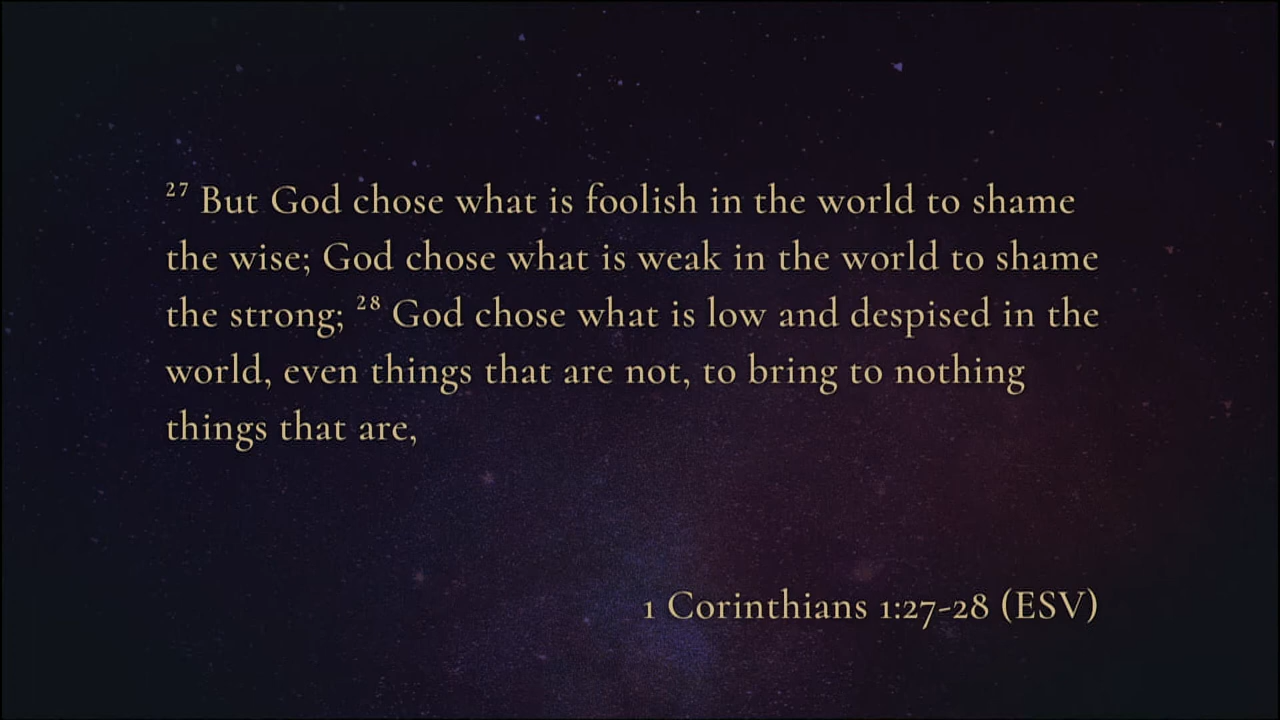 27 But God chose what is foolish in the world to shame
the wise; God chose what is weak in the world to shame
the strong; 28 God chose what is low and despised in the
world, even things that are not, to bring to nothing
things that are,
1 Corinthians 1:27-28 (ESV)